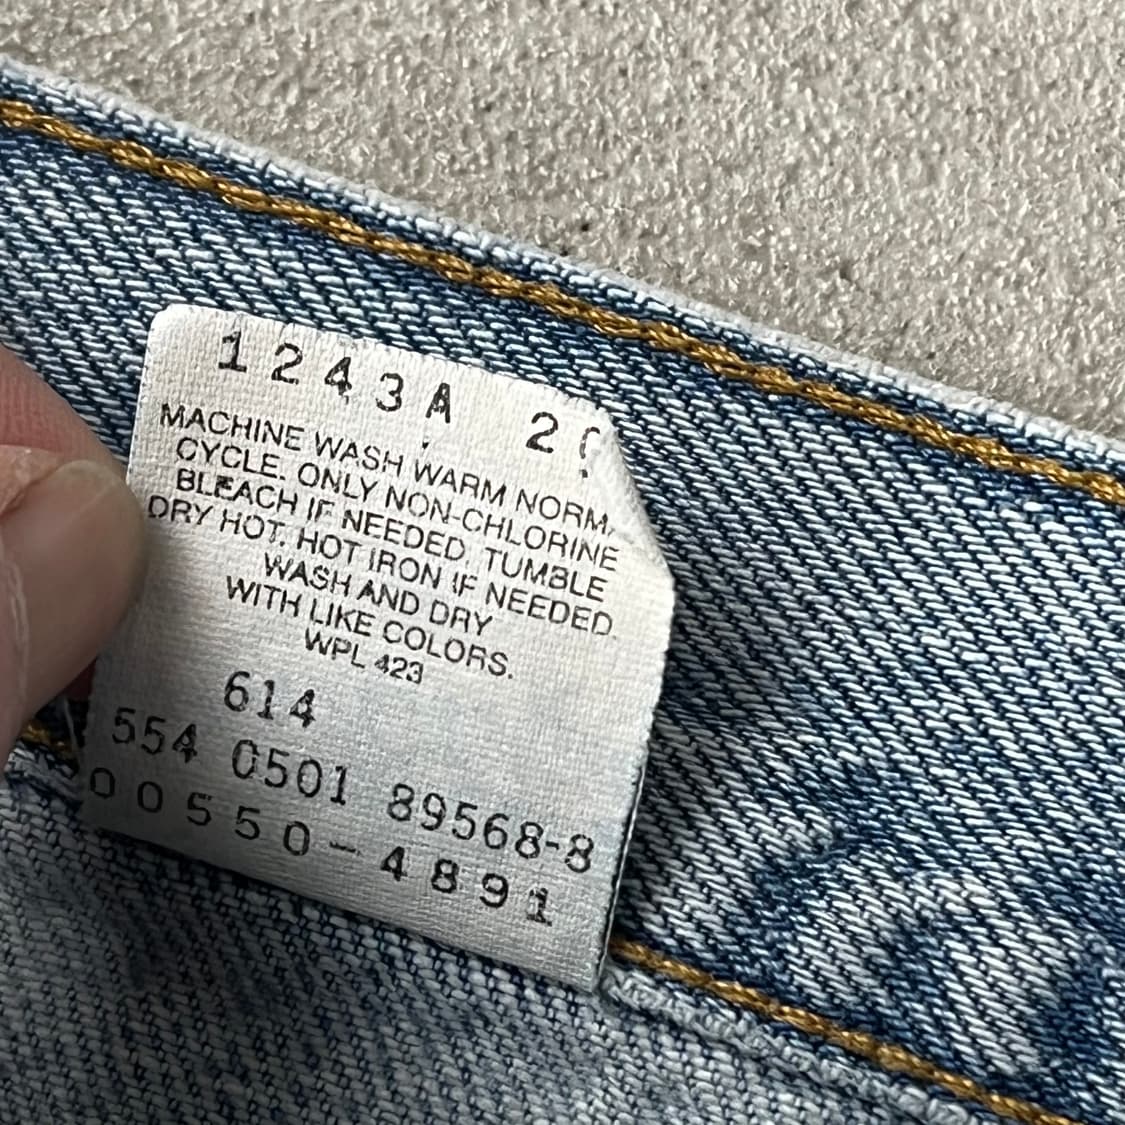 1243A 2
MACHINE WASH WARM NORM
CYCLE. ONLY NON-CHLORINE
BLEACH IF NEEDED. TUMBLE
DRY HOT. HOT IRON IF NEEDED.
WASH AND DRY
WITH LIKE COLORS.
WPL 423
614
554 0501 89568-8
00550-4891